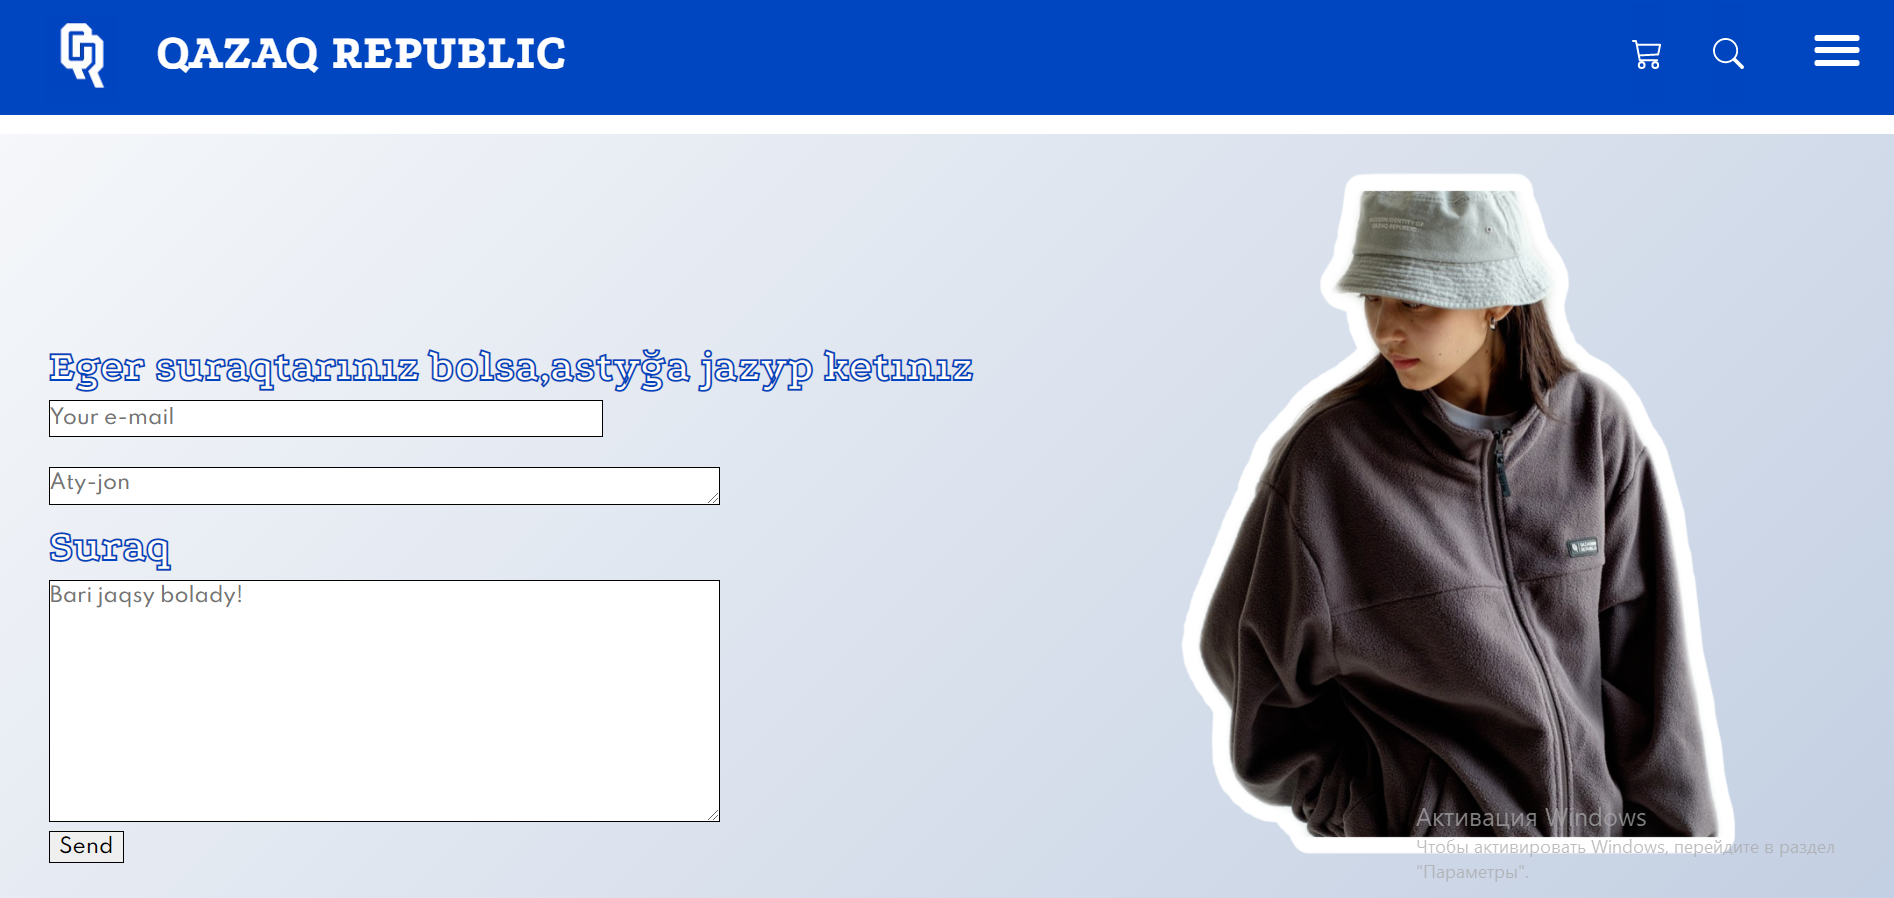 QAZAQ REPUBLIC
Eger suraqtarınız bolsa,astyğa jazyp ketınız
Your e-mail
Aty-jon
Suraq
Bari jaqsy bolady!
Send
Активация Windows
Чтобы активировать Windows, перейдите в раздел
"Параметры".